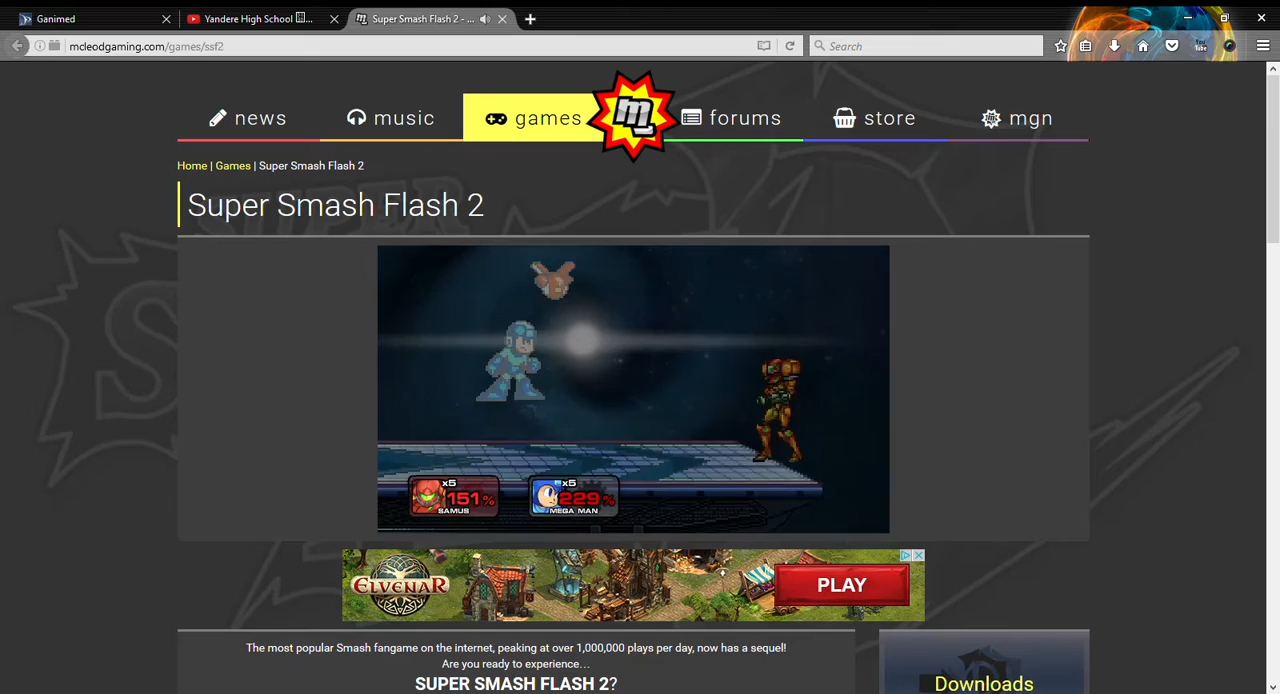 Ganimed
Yandere High School
Super Smash Flash 2 - ...
mcleodgaming.com/games/ssf2
Search
You
Tube
news
music
games
forums
store
mgn
Home | Games | Super Smash Flash 2
Super Smash Flash 2
x5
151%
SAMUS
x5
229%
MEGA MAN
ELVENAR
PLAY
The most popular Smash fangame on the internet, peaking at over 1,000,000 plays per day, now has a sequel!
Are you ready to experience...
SUPER SMASH FLASH 2?
Downloads